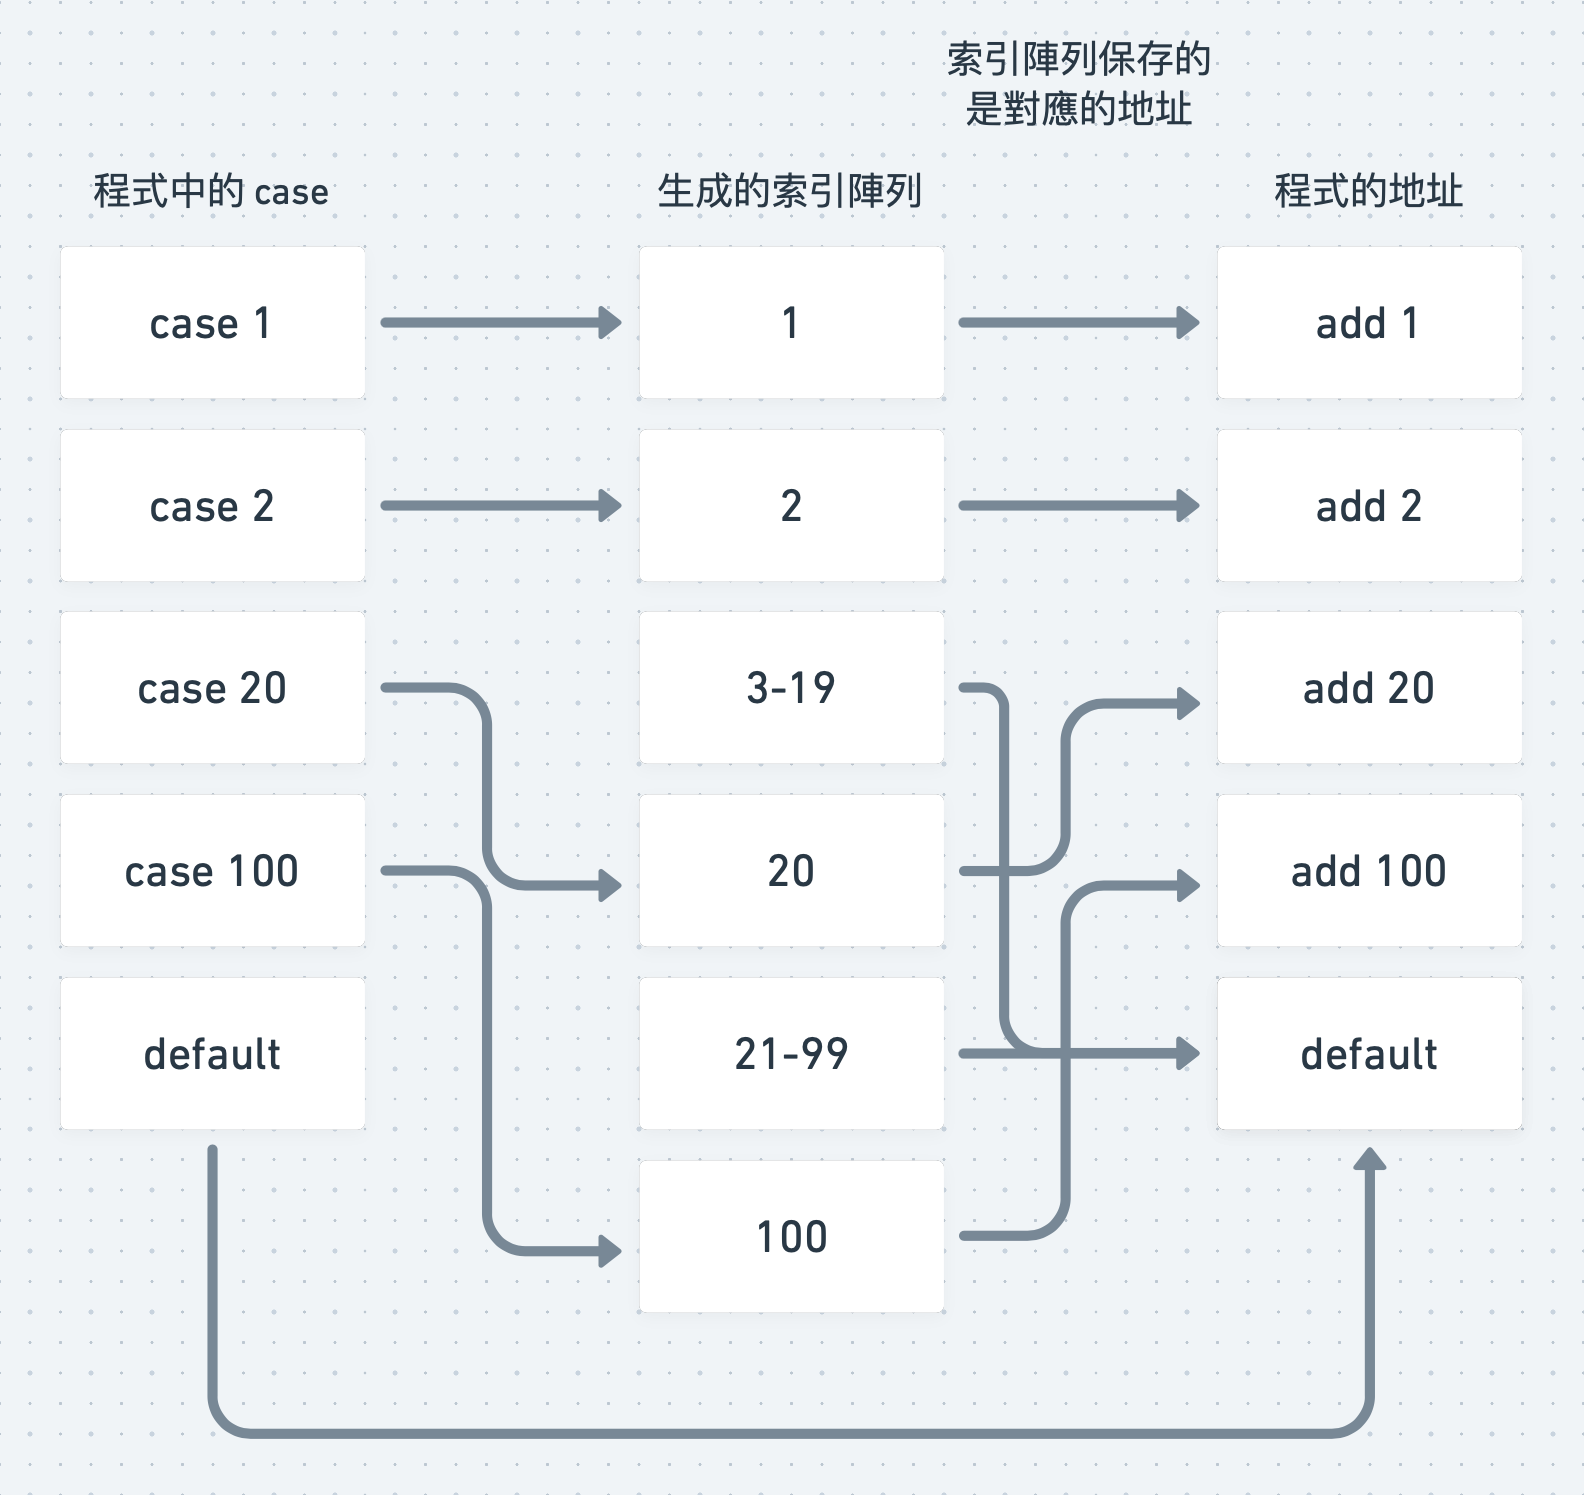 索引陣列保存的
是對應的地址
程式中的 case
生成的索引陣列
程式的地址
case 1
1
add 1
case 2
2
add 2
case 20
3-19
add 20
case 100
20
add 100
default
21-99
default
100